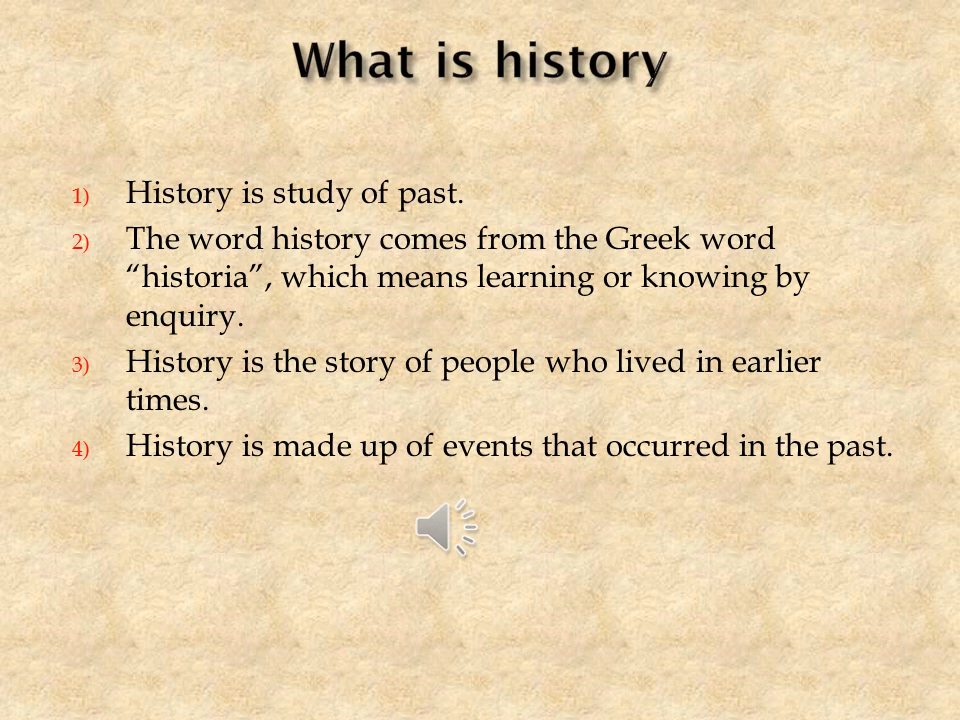 What is history
1) History is study of past.
2) The word history comes from the Greek word
“historia”, which means learning or knowing by
enquiry.
3) History is the story of people who lived in earlier
times.
4) History is made up of events that occurred in the past.